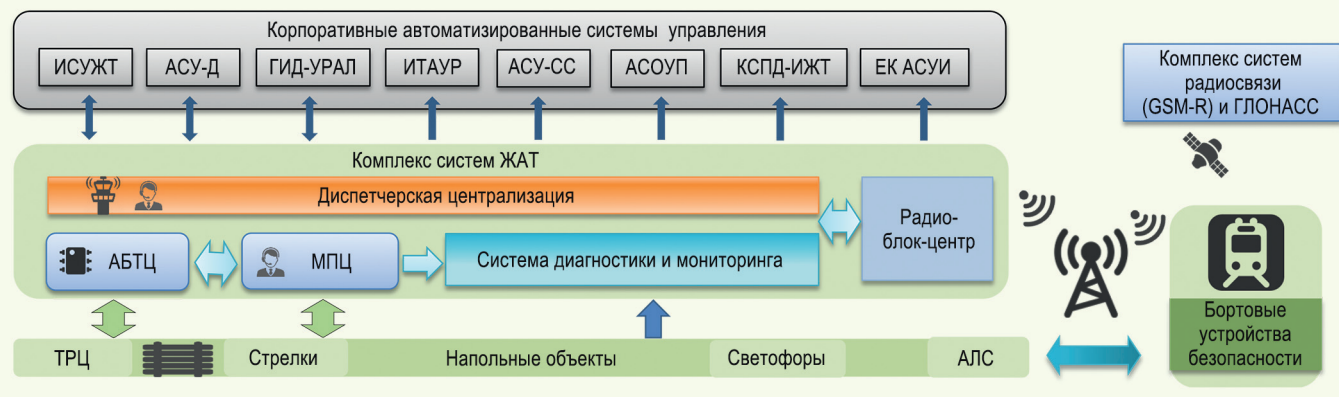 Корпоративные автоматизированные системы управления
ИСУЖТ
АСУ-Д
ГИД-УРАЛ
ИТАУР
АСУ-СС
АСОУП
КСПД-ИЖТ
ЕК АСУИ
Комплекс систем
радиосвязи
(GSM-R) и ГЛОНАСС
Комплекс систем ЖАТ
Диспетчерская централизация
Радио-
блок-центр
АБТЦ
МПЦ
Система диагностики и мониторинга
Бортовые
устройства
безопасности
ТРЦ
Стрелки
Напольные объекты
Светофоры
АЛС